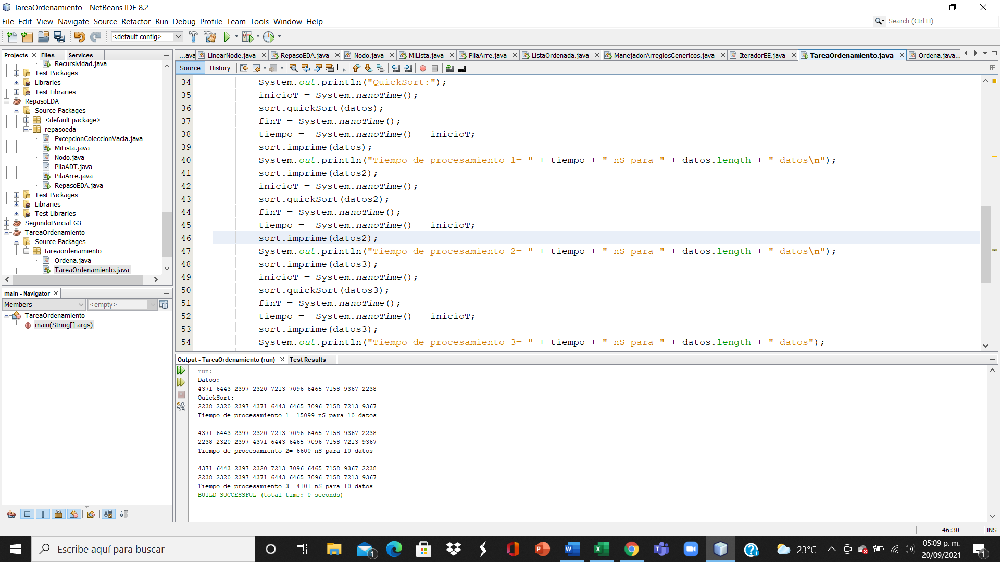 TareaOrdenamiento - NetBeans IDE 8.2
File Edit View Navigate Source Refactor Run Debug Profile Team Tools Window Help
Search (Ctrl+I)
<default config>
Projects Files Services
Recursividad.java
Test Packages
Libraries
Test Libraries
RepasoEDA
Source Packages
<default package>
repasoeda
ExcepcionColeccionVacia.java
MiLista.java
Nodo.java
PilaADT.java
PilaArre.java
RepasoEDA.java
Test Packages
Libraries
Test Libraries
SegundoParcial-G3
TareaOrdenamiento
Source Packages
tareaordenamiento
Ordena.java
TareaOrdenamiento.java
main - Navigator
Members <empty>
TareaOrdenamiento
main(String[] args)
...ava LinearNode.java RepasoEDA.java Nodo.java MiLista.java PilaArre.java ListaOrdenada.java ManejadorArreglosGenericos.java IteradorEE.java TareaOrdenamiento.java Ordena.java...
Source History
34 System.out.println("QuickSort:");
35 inicioT = System.nanoTime();
36 sort.quickSort(datos);
37 finT = System.nanoTime();
38 tiempo =  System.nanoTime() - inicioT;
39 sort.imprime(datos);
40 System.out.println("Tiempo de procesamiento 1= " + tiempo + " nS para " + datos.length + " datos\n");
41 sort.imprime(datos2);
42 inicioT = System.nanoTime();
43 sort.quickSort(datos2);
44 finT = System.nanoTime();
45 tiempo =  System.nanoTime() - inicioT;
46 sort.imprime(datos2);
47 System.out.println("Tiempo de procesamiento 2= " + tiempo + " nS para " + datos.length + " datos\n");
48 sort.imprime(datos3);
49 inicioT = System.nanoTime();
50 sort.quickSort(datos3);
51 finT = System.nanoTime();
52 tiempo =  System.nanoTime() - inicioT;
53 sort.imprime(datos3);
54 System.out.println("Tiempo de procesamiento 3= " + tiempo + " nS para " + datos.length + " datos");
Output - TareaOrdenamiento (run) Test Results
run:
Datos:
4371 6443 2397 2320 7213 7096 6465 7158 9367 2238
QuickSort:
2238 2320 2397 4371 6443 6465 7096 7158 7213 9367
Tiempo de procesamiento 1= 15099 nS para 10 datos
4371 6443 2397 2320 7213 7096 6465 7158 9367 2238
2238 2320 2397 4371 6443 6465 7096 7158 7213 9367
Tiempo de procesamiento 2= 6600 nS para 10 datos
4371 6443 2397 2320 7213 7096 6465 7158 9367 2238
2238 2320 2397 4371 6443 6465 7096 7158 7213 9367
Tiempo de procesamiento 3= 4101 nS para 10 datos
BUILD SUCCESSFUL (total time: 0 seconds)
46:30 INS
Escribe aquí para buscar
1
23°C
05:09 p. m.
20/09/2021
1